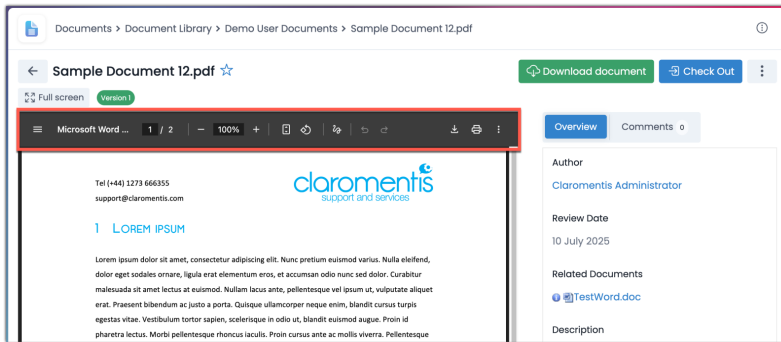 Documents > Document Library > Demo User Documents > Sample Document 12.pdf
Sample Document 12.pdf
Download document
Check Out
Full screen
Version 1
Microsoft Word ...
1 / 2
100%
Overview
Comments 0
Tel (+44) 1273 666355
support@claromentis.com
claromentis
support and services
1 LOREM IPSUM
Lorem ipsum dolor sit amet, consectetur adipiscing elit. Nunc pretium euismod varius. Nulla eleifend,
dolor eget sodales ornare, ligula erat elementum eros, et accumsan odio nunc sed dolor. Curabitur
malesuada sit amet lectus at euismod. Nullam lacus ante, pellentesque vel ipsum ut, vulputate aliquet
erat. Praesent bibendum ac justo a porta. Quisque ullamcorper neque enim, blandit cursus turpis
egestas vitae. Vestibulum tortor sapien, scelerisque in odio ut, blandit euismod augue. Proin id
pharetra lectus. Morbi pellentesque rhoncus iaculis. Proin cursus ante ac mollis viverra. Pellentesque
Author
Claromentis Administrator
Review Date
10 July 2025
Related Documents
TestWord.doc
Description